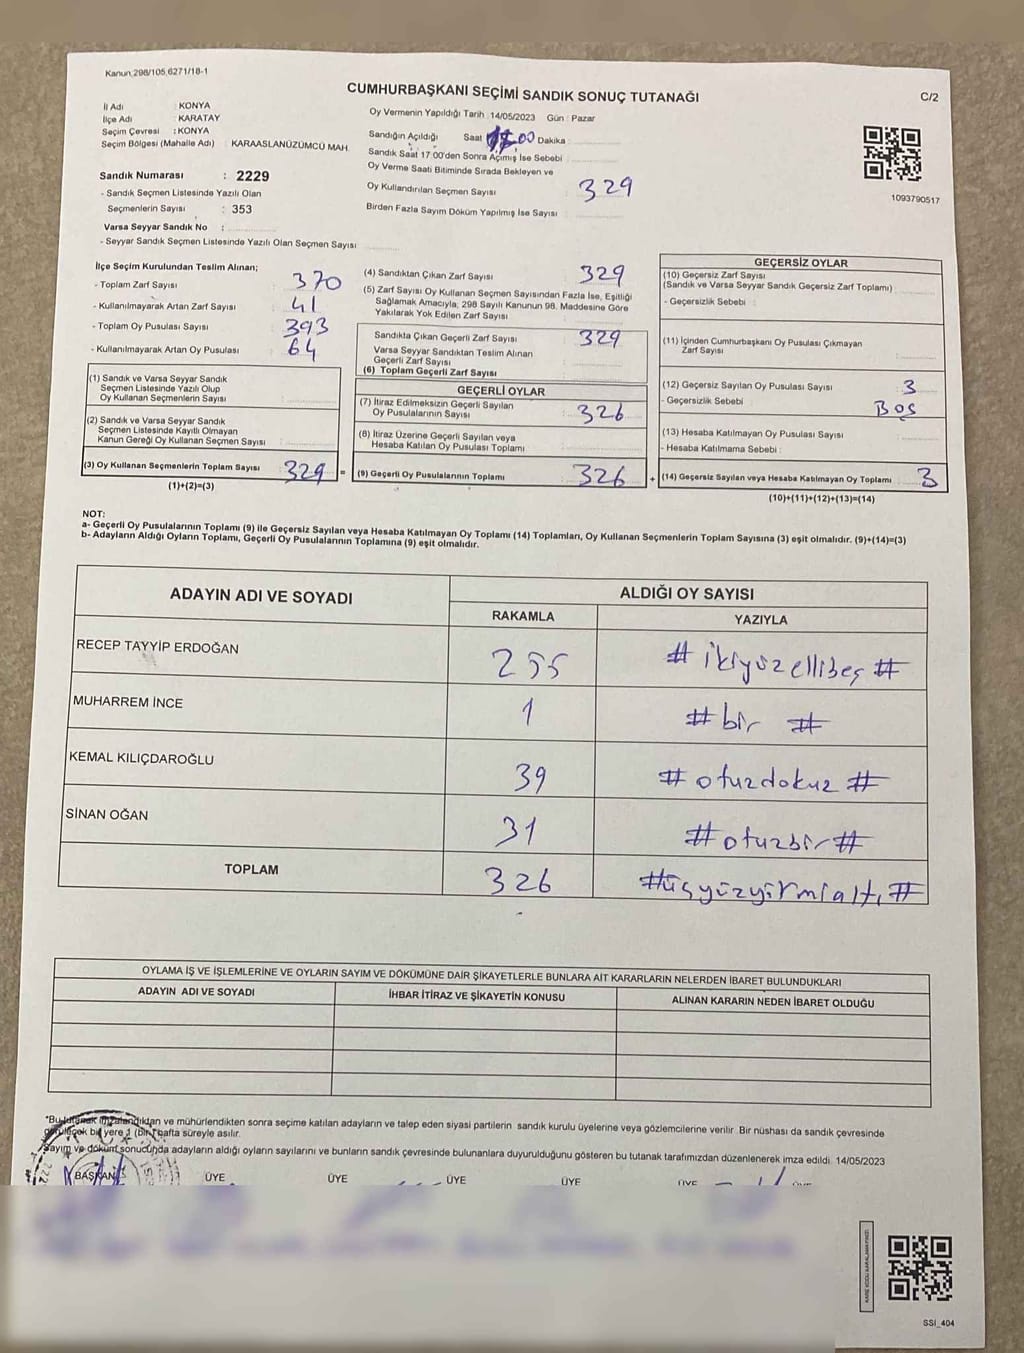 Kanun 298/105,6271/18-1
CUMHURBAŞKANI SEÇİMİ SANDIK SONUÇ TUTANAĞI
C/2
İl Adı : KONYA
İlçe Adı : KARATAY
Seçim Çevresi : KONYA
Seçim Bölgesi (Mahalle Adı) : KARAASLANÜZÜMCÜ MAH.
Sandık Numarası : 2229
- Sandık Seçmen Listesinde Yazılı Olan
Seçmenlerin Sayısı : 353
Varsa Seyyar Sandık No :
- Seyyar Sandık Seçmen Listesinde Yazılı Olan Seçmen Sayısı
Oy Vermenin Yapıldığı Tarih : 14/05/2023 Gün : Pazar
Sandığın Açıldığı Saat 00 Dakika :
Sandık Saat 17:00'den Sonra Açımış İse Sebebi
Oy Verme Saati Bitiminde Sırada Bekleyen ve
Oy Kullandırılan Seçmen Sayısı : 329
Birden Fazla Sayım Döküm Yapılmış İse Sayısı
1093790517
İlçe Seçim Kurulundan Teslim Alınan;
- Toplam Zarf Sayısı : 370
- Kullanılmayarak Artan Zarf Sayısı : 41
- Toplam Oy Pusulası Sayısı : 393
- Kullanılmayarak Artan Oy Pusulası : 64
(1) Sandık ve Varsa Seyyar Sandık
Seçmen Listesinde Yazılı Olup
Oy Kullanan Seçmenlerin Sayısı :
(2) Sandık ve Varsa Seyyar Sandık
Seçmen Listesinde Kayıtlı Olmayan
Kanun Gereği Oy Kullanan Seçmen Sayısı :
(3) Oy Kullanan Seçmenlerin Toplam Sayısı : 329 =
(1)+(2)=(3)
(4) Sandıktan Çıkan Zarf Sayısı : 329
(5) Zarf Sayısı Oy Kullanan Seçmen Sayısından Fazla İse, Eşitliği
Sağlamak Amacıyla, 298 Sayılı Kanunun 98. Maddesine Göre
Yakılarak Yok Edilen Zarf Sayısı :
Sandıkta Çıkan Geçerli Zarf Sayısı : 329
Varsa Seyyar Sandıktan Teslim Alınan
Geçerli Zarf Sayısı :
(6) Toplam Geçerli Zarf Sayısı
GEÇERLİ OYLAR
(7) İtiraz Edilmeksizin Geçerli Sayılan
Oy Pusulalarının Sayısı : 326
(8) İtiraz Üzerine Geçerli Sayılan veya
Hesaba Katılan Oy Pusulası Toplamı :
(9) Geçerli Oy Pusulalarının Toplamı : 326 +
GEÇERSİZ OYLAR
(10) Geçersiz Zarf Sayısı
(Sandık ve Varsa Seyyar Sandık Geçersiz Zarf Toplamı) :
- Geçersizlik Sebebi :
(11) İçinden Cumhurbaşkanı Oy Pusulası Çıkmayan
Zarf Sayısı :
(12) Geçersiz Sayılan Oy Pusulası Sayısı : 3
- Geçersizlik Sebebi : Boş
(13) Hesaba Katılmayan Oy Pusulası Sayısı :
- Hesaba Katılmama Sebebi :
(14) Geçersiz Sayılan veya Hesaba Katılmayan Oy Toplamı : 3
(10)+(11)+(12)+(13)=(14)
NOT:
a- Geçerli Oy Pusulalarının Toplamı (9) ile Geçersiz Sayılan veya Hesaba Katılmayan Oy Toplamı (14) Toplamları, Oy Kullanan Seçmenlerin Toplam Sayısına (3) eşit olmalıdır. (9)+(14)=(3)
b- Adayların Aldığı Oyların Toplamı, Geçerli Oy Pusulalarının Toplamına (9) eşit olmalıdır.
ADAYIN ADI VE SOYADI
ALDIĞI OY SAYISI
RAKAMLA YAZIYLA
RECEP TAYYİP ERDOĞAN 255 # ikiyüzellibeş #
MUHARREM İNCE 1 # bir #
KEMAL KILIÇDAROĞLU 39 # otuzdokuz #
SİNAN OĞAN 31 # otuzbir #
TOPLAM 326 #üçyüzyirmialtı#
OYLAMA İŞ VE İŞLEMLERİNE VE OYLARIN SAYIM VE DÖKÜMÜNE DAİR ŞİKAYETLERLE BUNLARA AİT KARARLARIN NELERDEN İBARET BULUNDUKLARI
ADAYIN ADI VE SOYADI İHBAR İTİRAZ VE ŞİKAYETİN KONUSU ALINAN KARARIN NEDEN İBARET OLDUĞU
*Bu tutanak imzalandıktan ve mühürlendikten sonra seçime katılan adayların ve talep eden siyasi partilerin sandık kurulu üyelerine veya gözlemcilerine verilir. Bir nüshası da sandık çevresinde
görülecek bir yere 1 (bir) hafta süreyle asılır.
Sayım ve döküm sonucunda adayların aldığı oyların sayılarını ve bunların sandık çevresinde bulunanlara duyurulduğunu gösteren bu tutanak tarafımızdan düzenlenerek imza edildi. 14/05/2023
BAŞKAN ÜYE ÜYE ÜYE ÜYE ÜYE
SSİ_404